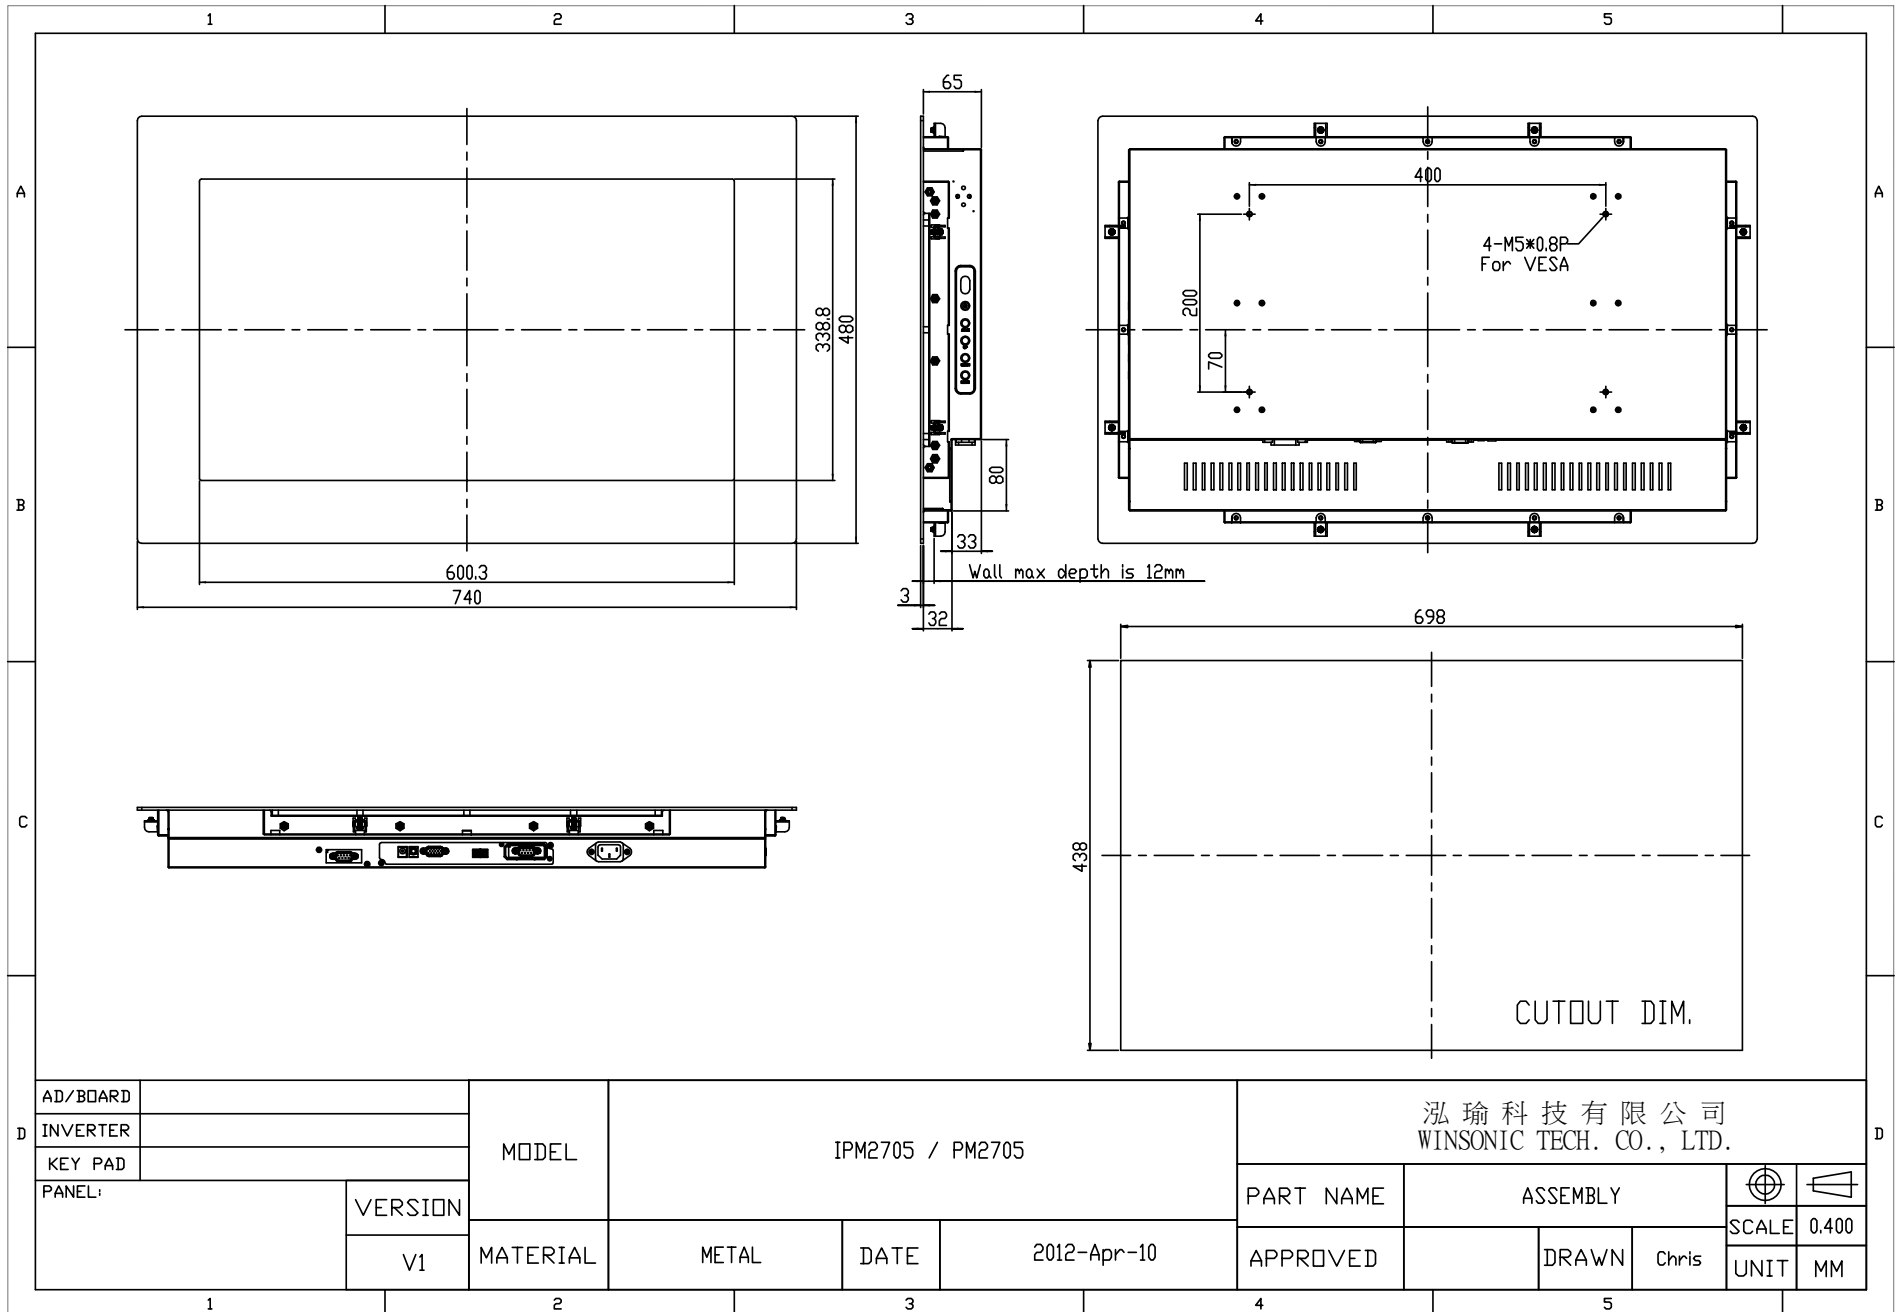 1 2 3 4 5
A A
B B
C C
D D
338.8
480
600.3
740
65
80
33
Wall max depth is 12mm
3
32
400
4-M5*0.8P
For VESA
200
70
698
438
CUTOUT DIM.
AD/BOARD
INVERTER
KEY PAD
PANEL:
VERSION
V1
MODEL
IPM2705 / PM2705
MATERIAL
METAL
DATE
2012-Apr-10
泓瑜科技有限公司
WINSONIC TECH. CO., LTD.
PART NAME
ASSEMBLY
APPROVED
DRAWN
Chris
SCALE
0.400
UNIT
MM
1 2 3 4 5